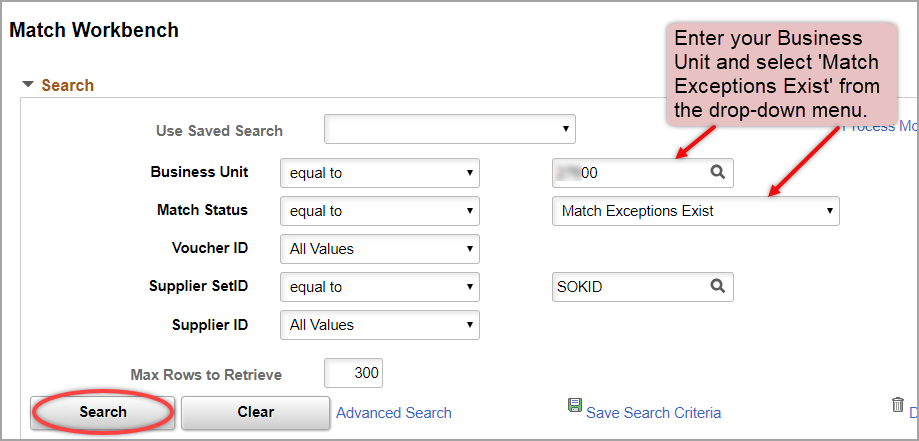 Match Workbench
Enter your Business
Unit and select 'Match
Exceptions Exist' from
the drop-down menu.
Search
Use Saved Search
Business Unit equal to 00
Match Status equal to Match Exceptions Exist
Voucher ID All Values
Supplier SetID equal to SOKID
Supplier ID All Values
Max Rows to Retrieve 300
Search Clear Advanced Search Save Search Criteria